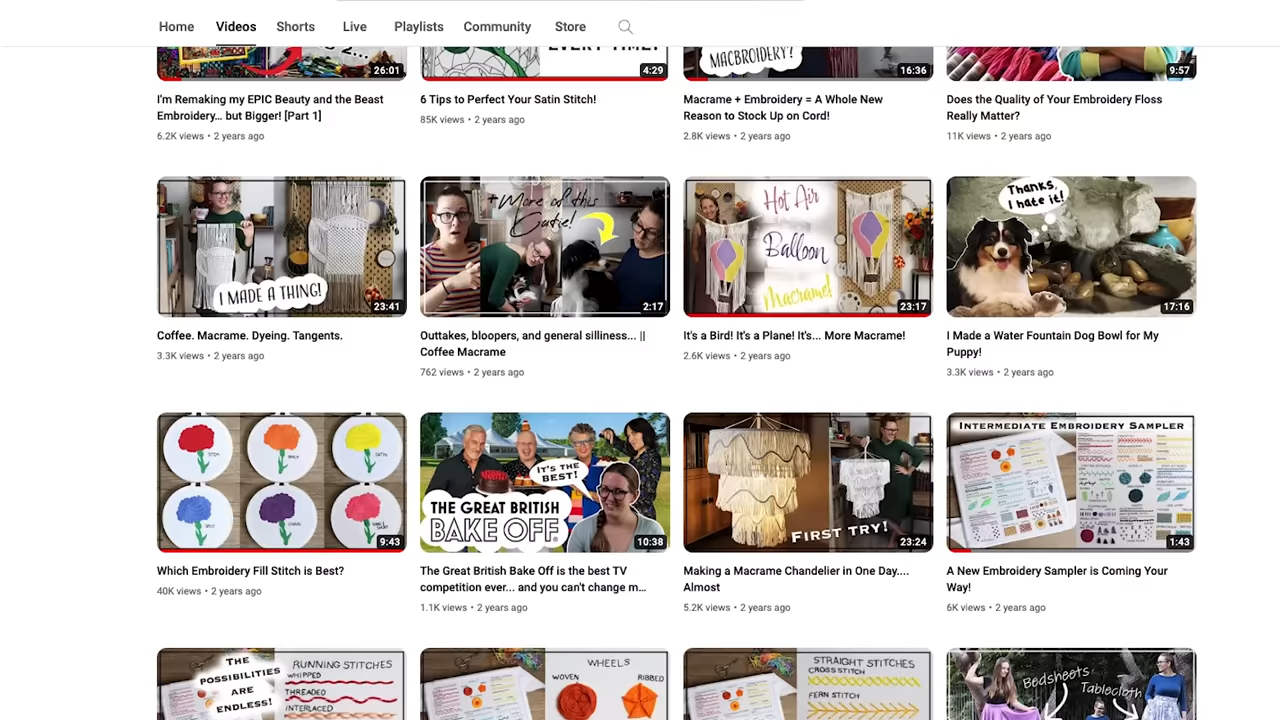 Home Videos Shorts Live Playlists Community Store
EVERY TIME!
MACBROIDERY?
26:01
4:29
16:36
9:57
I'm Remaking my EPIC Beauty and the Beast
Embroidery... but Bigger! [Part 1]
6.2K views • 2 years ago
6 Tips to Perfect Your Satin Stitch!
85K views • 2 years ago
Macrame + Embroidery = A Whole New
Reason to Stock Up on Cord!
2.8K views • 2 years ago
Does the Quality of Your Embroidery Floss
Really Matter?
11K views • 2 years ago
I MADE A THING!
23:41
+More of this
Cutie!
2:17
Hot Air
Balloon
Macrame!
23:17
Thanks,
I hate it!
17:16
Coffee. Macrame. Dyeing. Tangents.
3.3K views • 2 years ago
Outtakes, bloopers, and general silliness... ||
Coffee Macrame
762 views • 2 years ago
It's a Bird! It's a Plane! It's... More Macrame!
2.6K views • 2 years ago
I Made a Water Fountain Dog Bowl for My
Puppy!
3.3K views • 2 years ago
STEM
SATIN
SPLIT
9:43
IT'S THE
BEST!
THE GREAT BRITISH
BAKE OFF
10:38
FIRST TRY!
23:24
INTERMEDIATE EMBROIDERY SAMPLER
1:43
Which Embroidery Fill Stitch is Best?
40K views • 2 years ago
The Great British Bake Off is the best TV
competition ever... and you can't change m...
1.1K views • 2 years ago
Making a Macrame Chandelier in One Day....
Almost
5.2K views • 2 years ago
A New Embroidery Sampler is Coming Your
Way!
6K views • 2 years ago
THE
POSSIBILITIES
ARE
ENDLESS!
RUNNING STITCHES
WHIPPED
THREADED
INTERLACED
WHEELS
WOVEN RIBBED
STRAIGHT STITCHES
CROSS STITCH
FERN STITCH
Bedsheets
Tablecloth